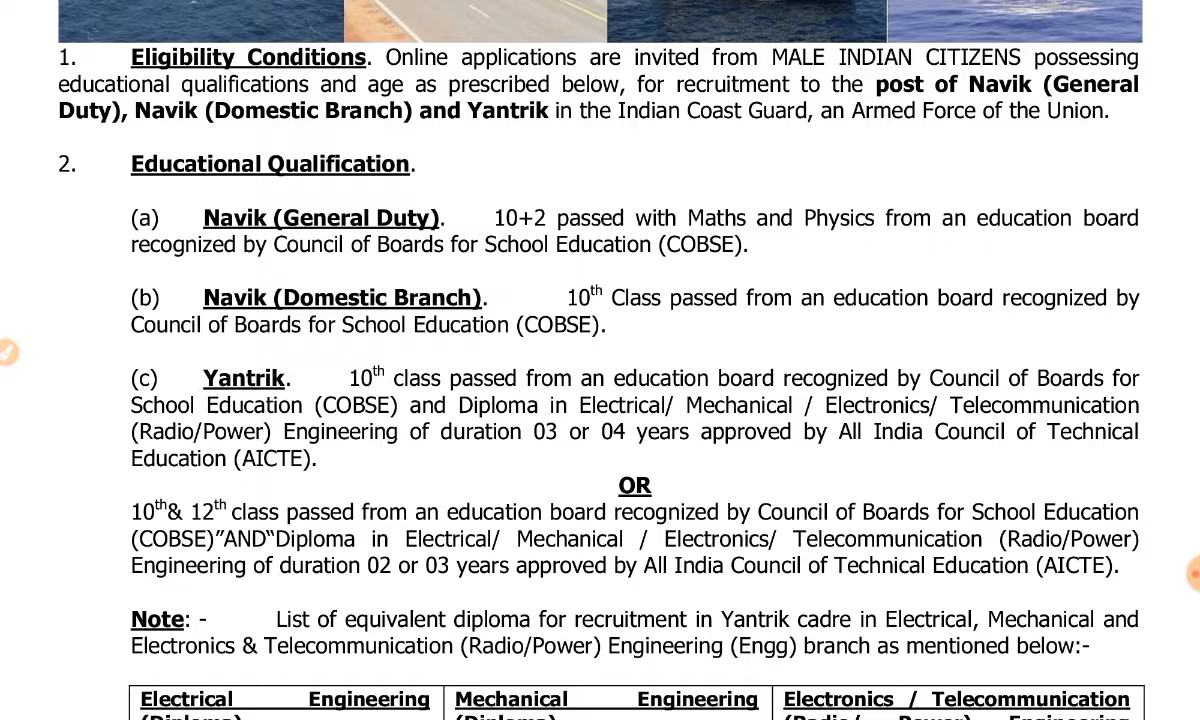 1. Eligibility Conditions. Online applications are invited from MALE INDIAN CITIZENS possessing
educational qualifications and age as prescribed below, for recruitment to the post of Navik (General
Duty), Navik (Domestic Branch) and Yantrik in the Indian Coast Guard, an Armed Force of the Union.
2. Educational Qualification.
(a) Navik (General Duty). 10+2 passed with Maths and Physics from an education board
recognized by Council of Boards for School Education (COBSE).
(b) Navik (Domestic Branch). 10th Class passed from an education board recognized by
Council of Boards for School Education (COBSE).
(c) Yantrik. 10th class passed from an education board recognized by Council of Boards for
School Education (COBSE) and Diploma in Electrical/ Mechanical / Electronics/ Telecommunication
(Radio/Power) Engineering of duration 03 or 04 years approved by All India Council of Technical
Education (AICTE).
OR
10th& 12th class passed from an education board recognized by Council of Boards for School Education
(COBSE)”AND“Diploma in Electrical/ Mechanical / Electronics/ Telecommunication (Radio/Power)
Engineering of duration 02 or 03 years approved by All India Council of Technical Education (AICTE).
Note: - List of equivalent diploma for recruitment in Yantrik cadre in Electrical, Mechanical and
Electronics & Telecommunication (Radio/Power) Engineering (Engg) branch as mentioned below:-
Electrical Engineering Mechanical Engineering Electronics / Telecommunication
(Diploma) (Diploma) (Radio/ Power) Engineering